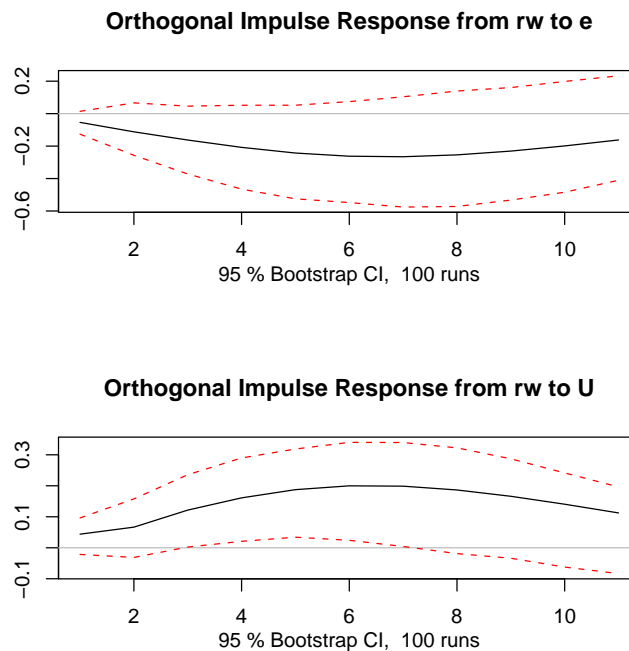 Orthogonal Impulse Response from rw to e
0.2
−0.2
−0.6
2 4 6 8 10
95 % Bootstrap CI, 100 runs
Orthogonal Impulse Response from rw to U
0.3
0.1
−0.1
2 4 6 8 10
95 % Bootstrap CI, 100 runs